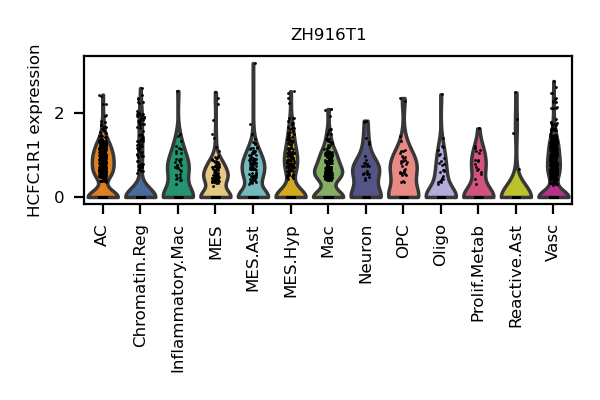 ZH916T1
HCFC1R1 expression
2
0
AC
Chromatin.Reg
Inflammatory.Mac
MES
MES.Ast
MES.Hyp
Mac
Neuron
OPC
Oligo
Prolif.Metab
Reactive.Ast
Vasc